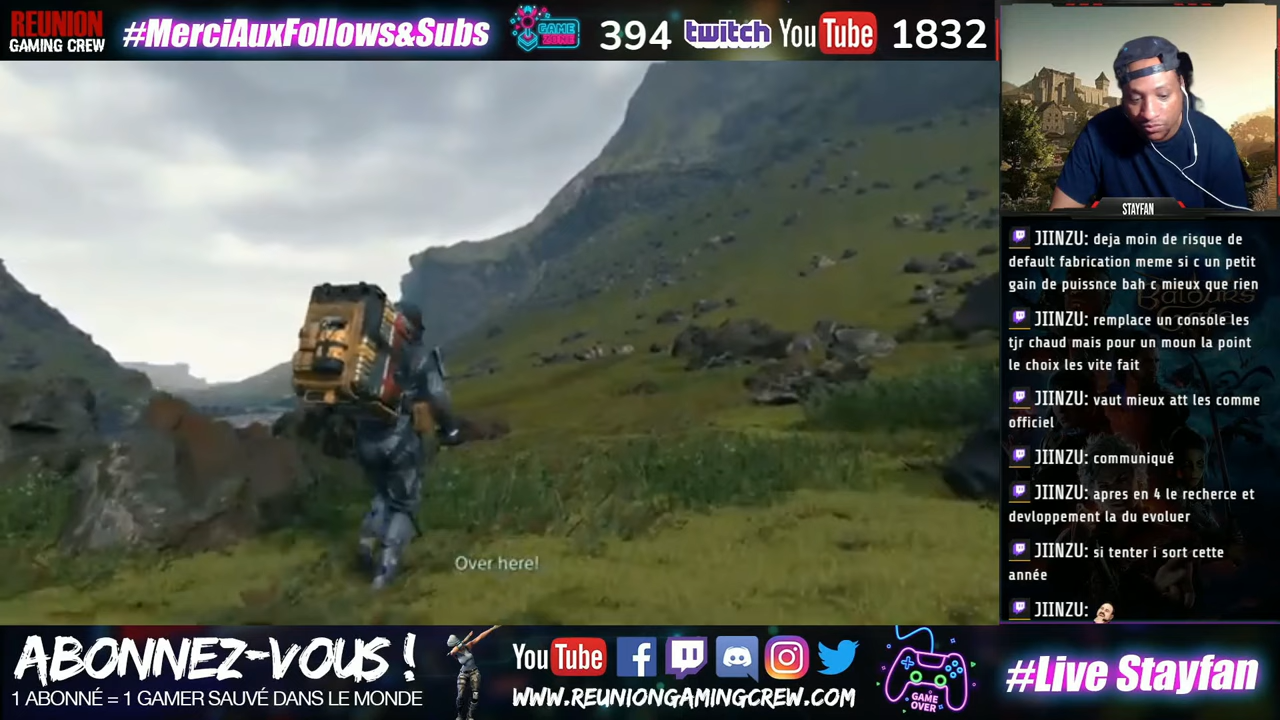 REUNION
GAMING CREW
#MerciAuxFollows&Subs
GAME
ZONE
394
twitch
YouTube
1832
STAYFAN
JIINZU: deja moin de risque de
default fabrication meme si c un petit
gain de puissnce bah c mieux que rien
JIINZU: remplace un console les
tjr chaud mais pour un moun la point
le choix les vite fait
JIINZU: vaut mieux att les comme
officiel
JIINZU: communiqué
JIINZU: apres en 4 le recherce et
devloppement la du evoluer
JIINZU: si tenter i sort cette
année
JIINZU:
Over here!
ABONNEZ-VOUS !
1 ABONNÉ = 1 GAMER SAUVÉ DANS LE MONDE
YouTube
WWW.REUNIONGAMINGCREW.COM
GAME
OVER
#Live Stayfan